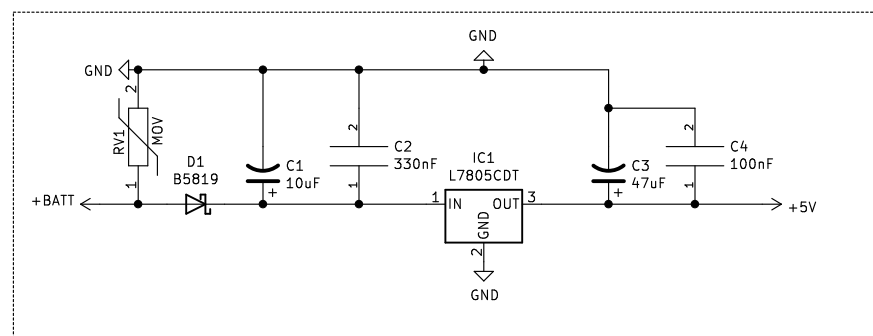 GND
GND
2
RV1
MOV
1
D1
B5819
C1
10uF
+
2
C2
330nF
1
IC1
L7805CDT
1
IN
OUT
3
GND
2
GND
C3
47uF
+
2
C4
100nF
1
+BATT
+5V